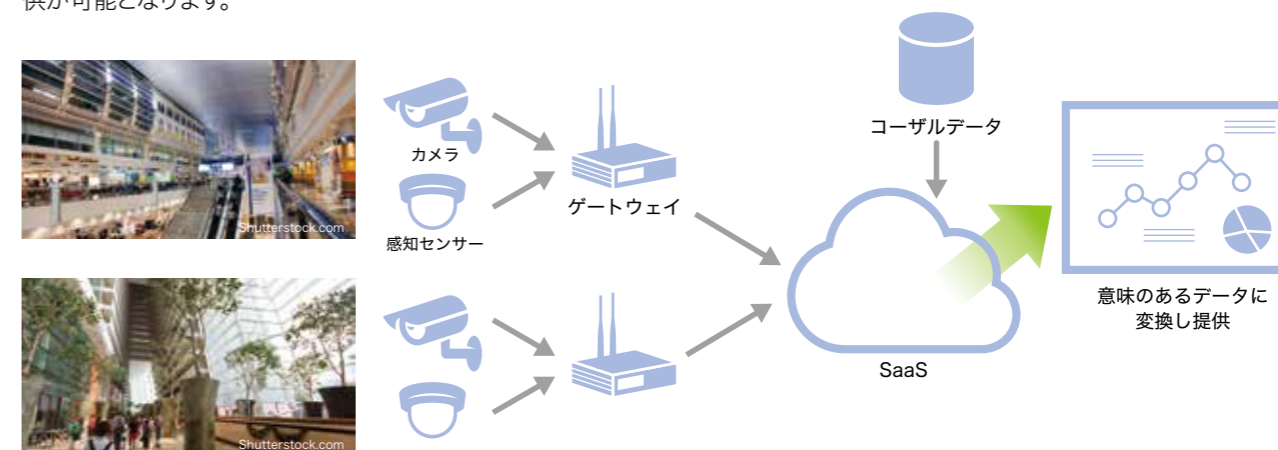 供が可能となります。
コーザルデータ
カメラ
ゲートウェイ
Shutterstock.com
感知センサー
意味のあるデータに
変換し提供
SaaS
Shutterstock.com